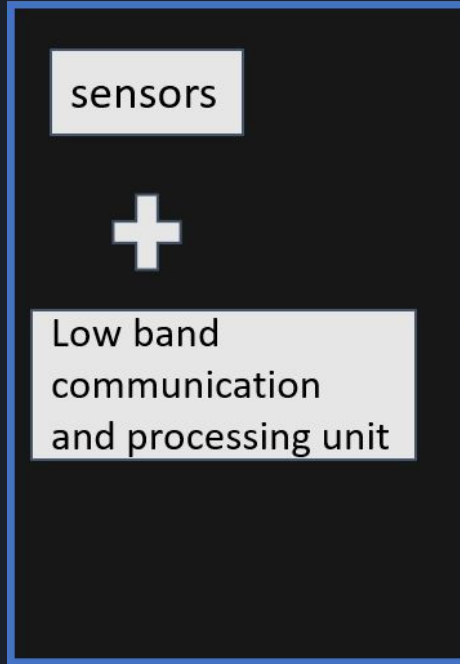 sensors
Low band
communication
and processing unit